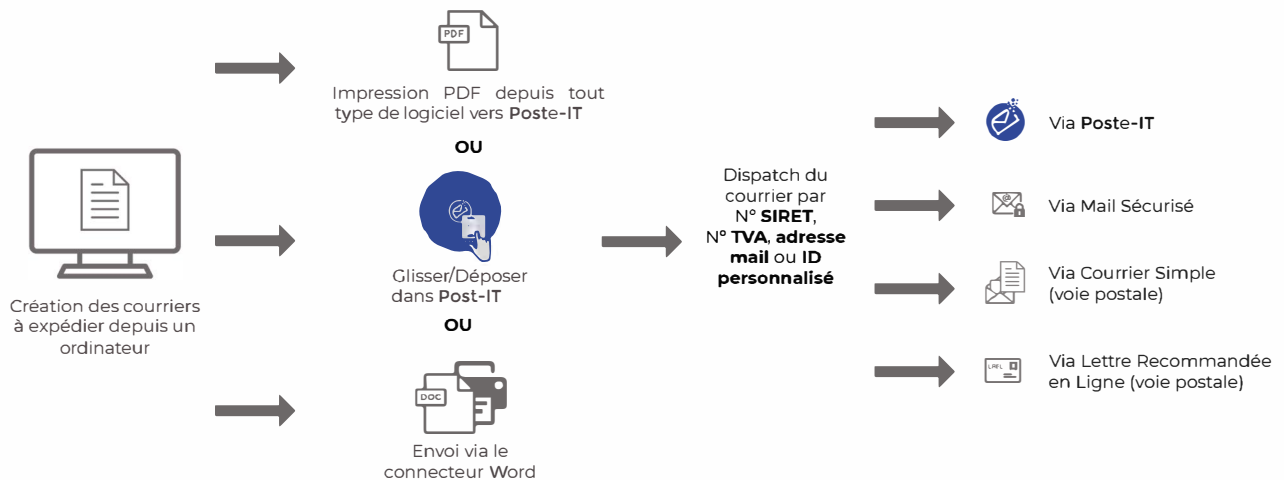 Création des courriers
à expédier depuis un
ordinateur
PDF
Impression PDF depuis tout
type de logiciel vers Poste-IT
OU
Glisser/Déposer
dans Post-IT
OU
DOC
Envoi via le
connecteur Word
Dispatch du
courrier par
N° SIRET,
N° TVA, adresse
mail ou ID
personnalisé
Via Poste-IT
@
Via Mail Sécurisé
Via Courrier Simple
(voie postale)
LREL
Via Lettre Recommandée
en Ligne (voie postale)